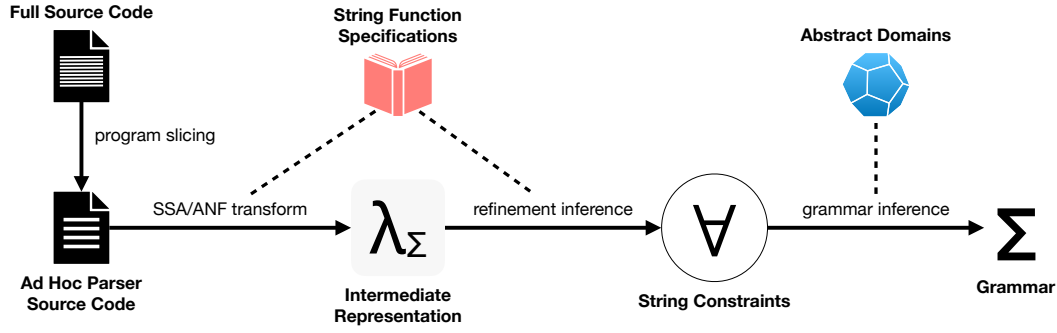 Full Source Code
String Function
Specifications
Abstract Domains
program slicing
SSA/ANF transform
λΣ
refinement inference
∀
grammar inference
Σ
Ad Hoc Parser
Source Code
Intermediate
Representation
String Constraints
Grammar